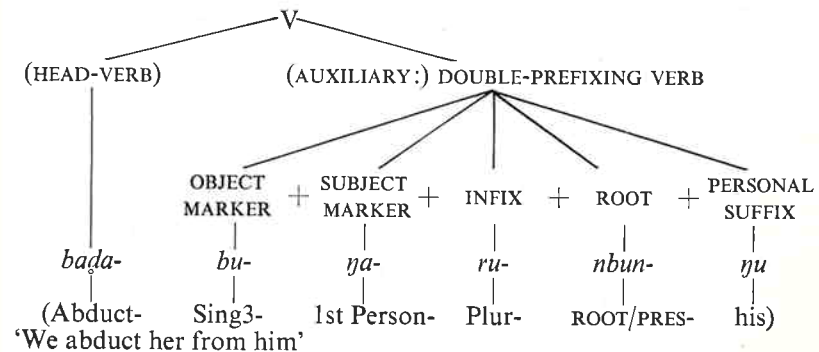 V
(HEAD-VERB) (AUXILIARY:) DOUBLE-PREFIXING VERB
OBJECT MARKER + SUBJECT MARKER + INFIX + ROOT + PERSONAL SUFFIX
bad̥a- bu- ŋa- ru- nbun- ŋu
(Abduct- Sing3- 1st Person- Plur- ROOT/PRES- his)
'We abduct her from him'